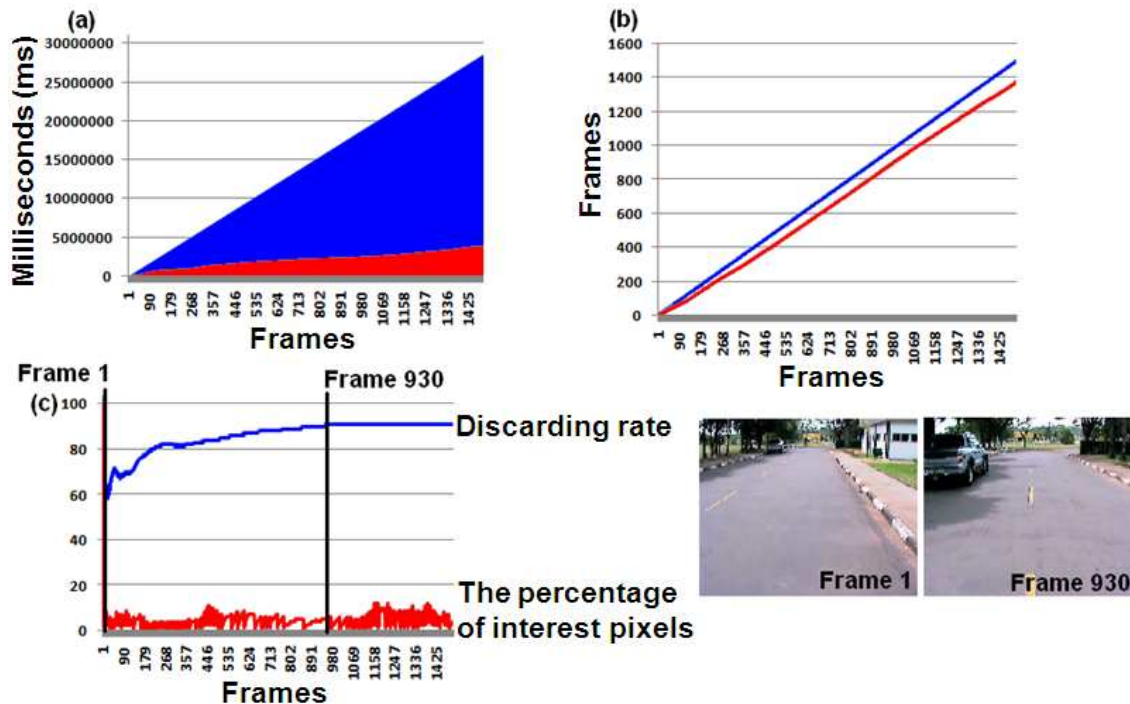 (a)
Milliseconds (ms)
30000000
25000000
20000000
15000000
10000000
5000000
0
1 90 179 268 357 446 535 624 713 802 891 980 1069 1158 1247 1336 1425
Frames
(b)
Frames
1600
1400
1200
1000
800
600
400
200
0
1 90 179 268 357 446 535 624 713 802 891 980 1069 1158 1247 1336 1425
Frames
Frame 1
Frame 930
(c)
100
80
60
40
20
0
Discarding rate
The percentage
of interest pixels
1 90 179 268 357 446 535 624 713 802 891 980 1069 1158 1247 1336 1425
Frames
Frame 1
Frame 930